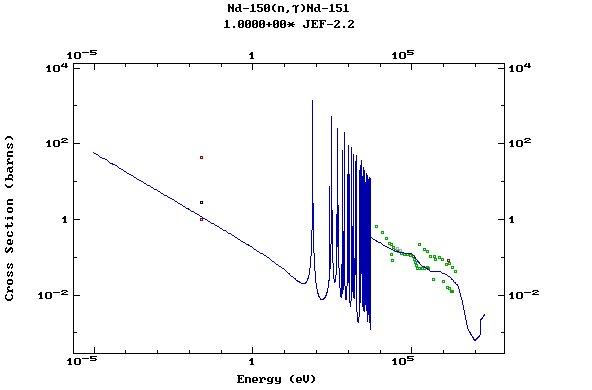 Nd-150(n,γ)Nd-151
1.0000+00* JEF-2.2
10⁻⁵ 1 10⁵
10⁴ 10⁴
10² 10²
1 1
10⁻² 10⁻²
10⁻⁵ 1 10⁵
Cross Section (barns)
Energy (eV)